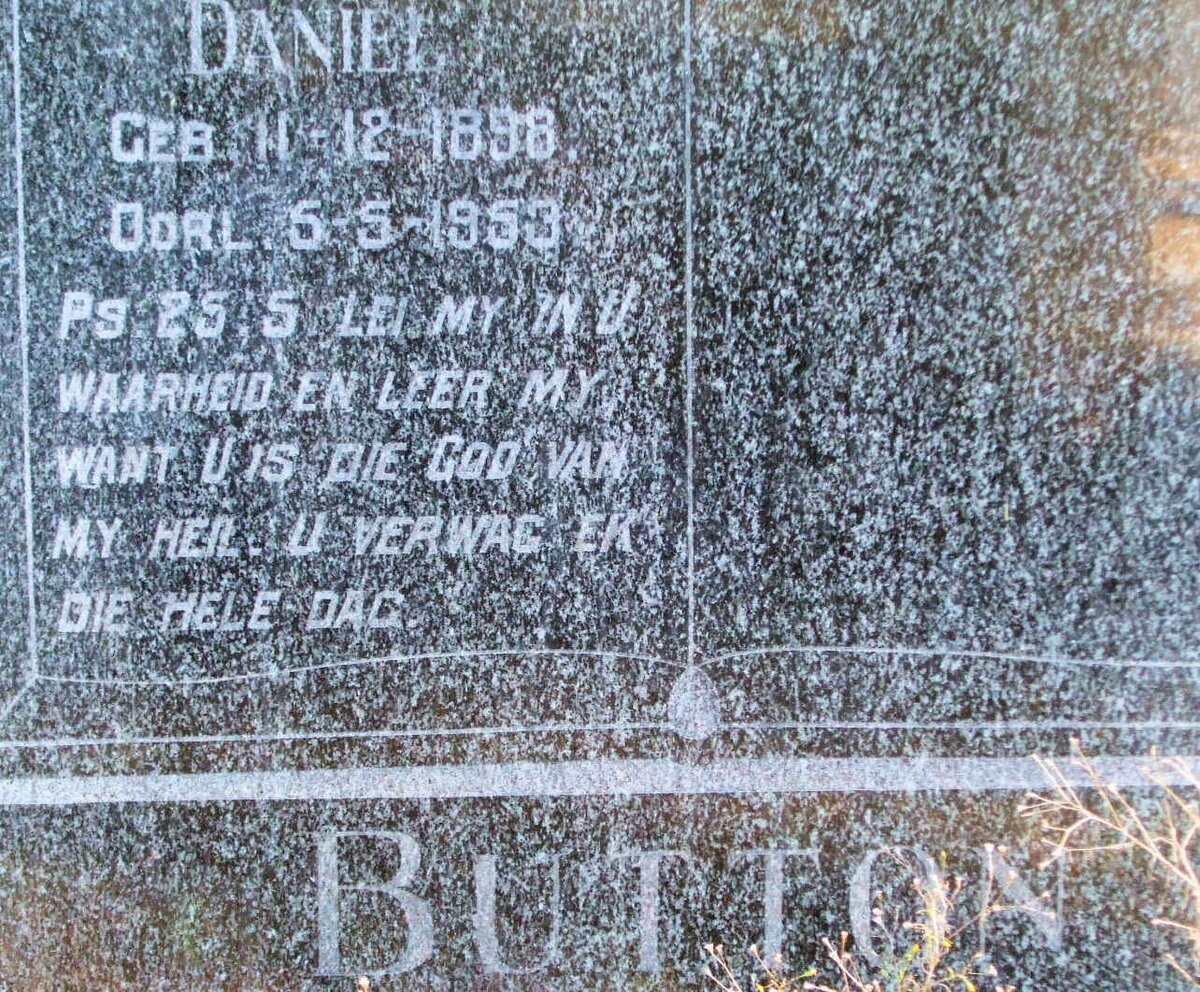 DANIEL
GEB. 11-12-1898.
OORL. 5-5-1953.
PS. 25:5 LEI MY IN U
WAARHEID EN LEER MY,
WANT U IS DIE GOD VAN
MY HEIL. U VERWAG EK
DIE HELE DAG.
BUTTON